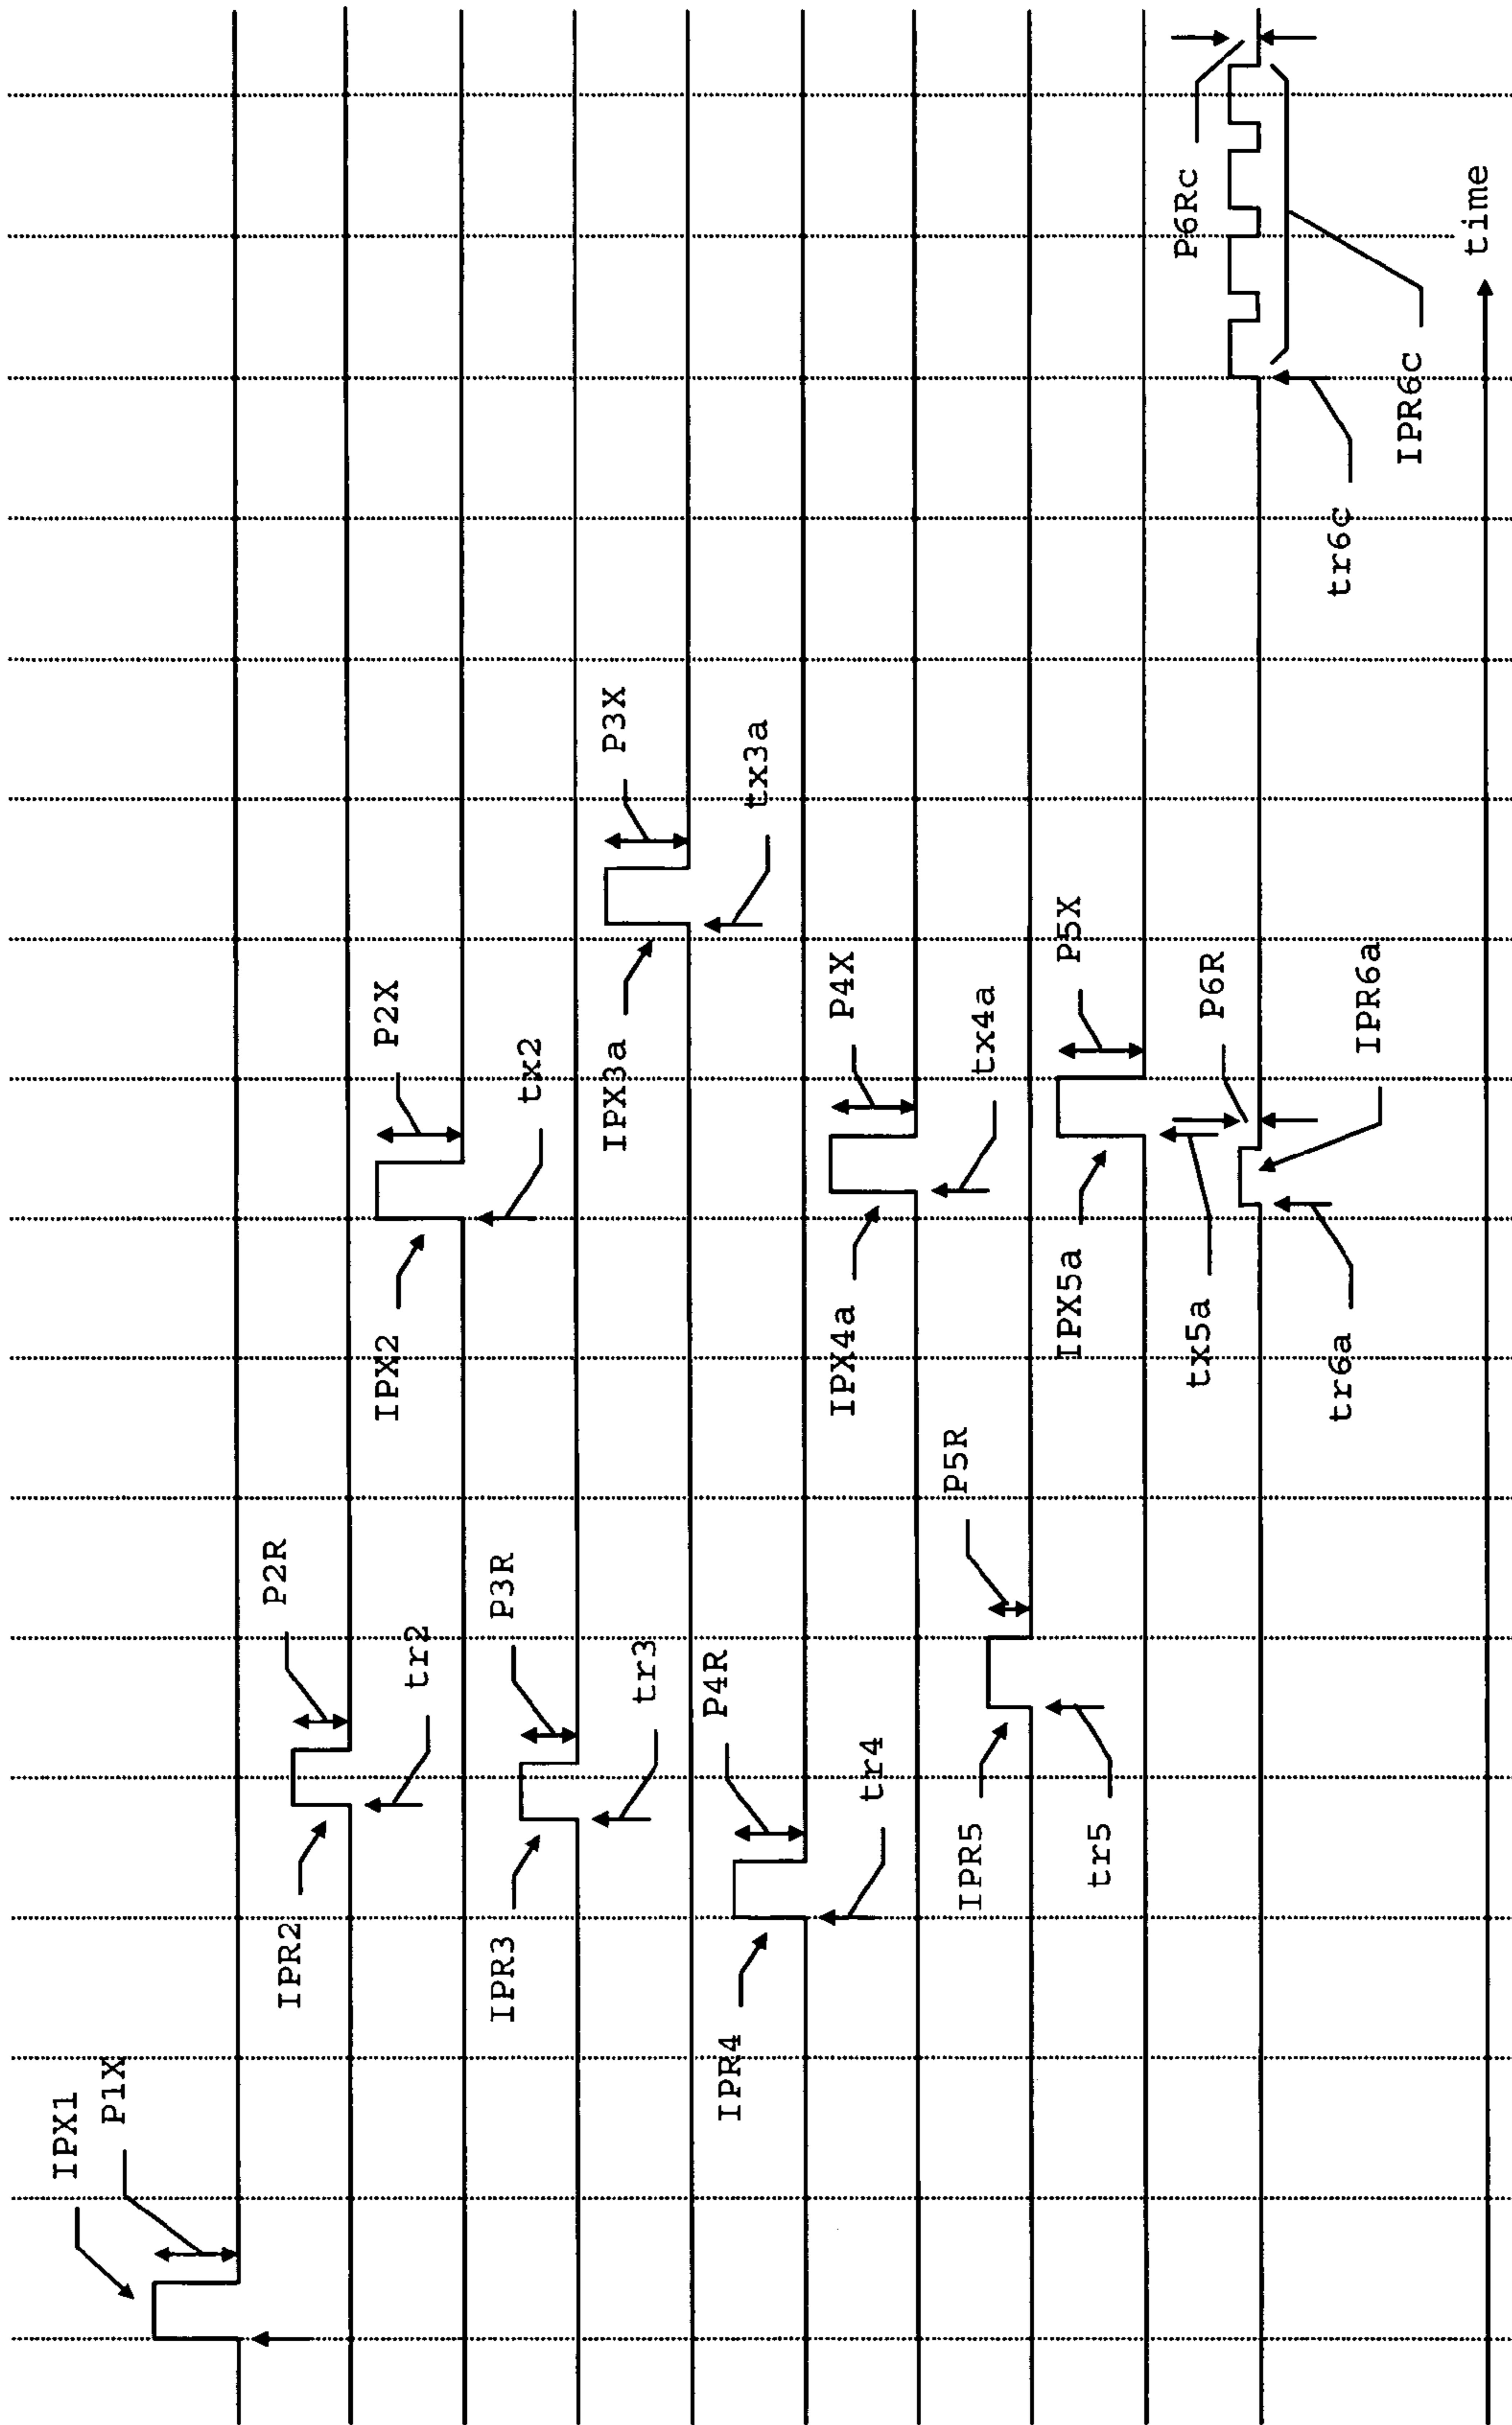 IPX1
P1X
IPR2
P2R
tr2
IPX2
P2X
tx2
IPR3
P3R
tr3
IPX3a
P3X
tx3a
IPR4
P4R
tr4
IPX4a
P4X
tx4a
IPR5
P5R
tr5
IPX5a
P5X
tx5a
P6R
IPR6a
tr6a
P6Rc
IPR6c
tr6c
time